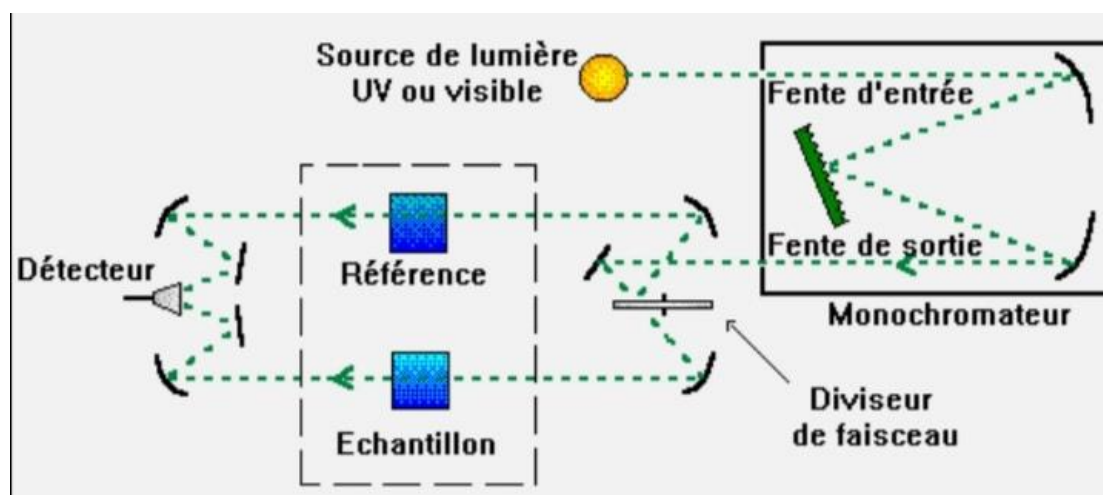 Source de lumière
UV ou visible
Fente d'entrée
Fente de sortie
Monochromateur
Détecteur
Référence
Echantillon
Diviseur
de faisceau